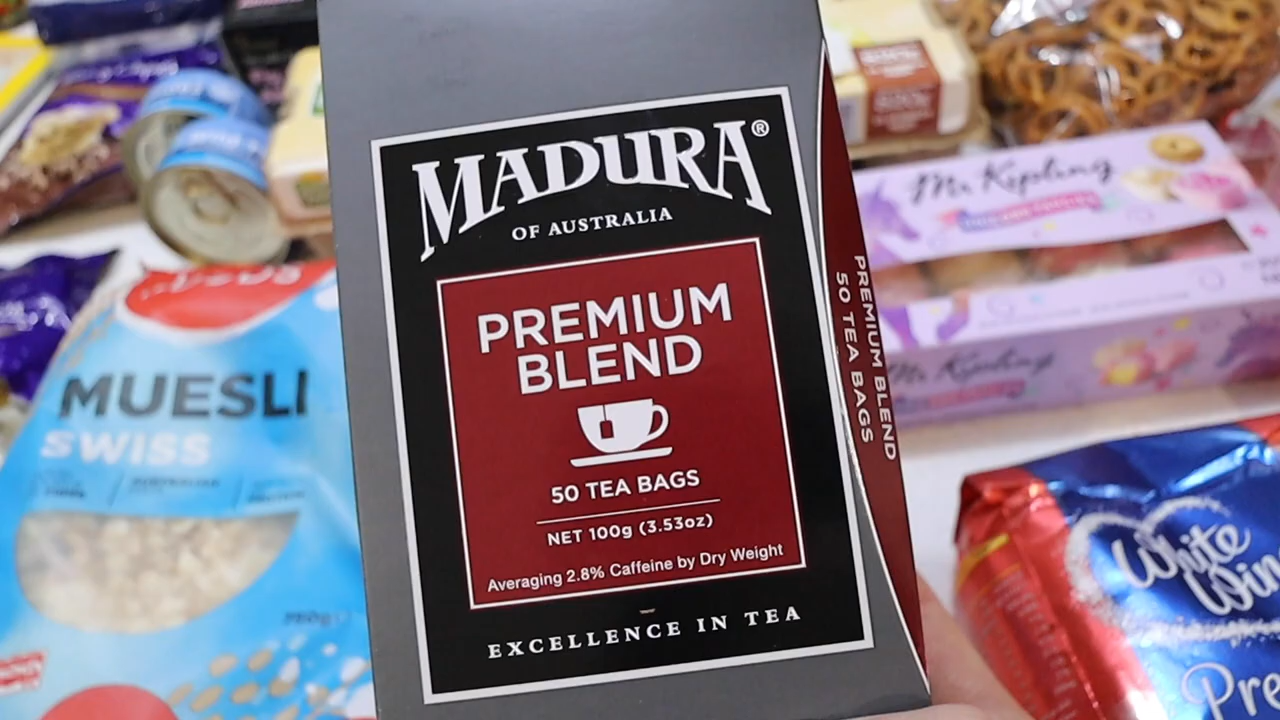 MADURA®
OF AUSTRALIA
PREMIUM
BLEND
50 TEA BAGS
NET 100g (3.53oz)
Averaging 2.8% Caffeine by Dry Weight
EXCELLENCE IN TEA
PREMIUM BLEND
50 TEA BAGS
MUESLI
SWISS
Mr Kipling
Mr Kipling
White